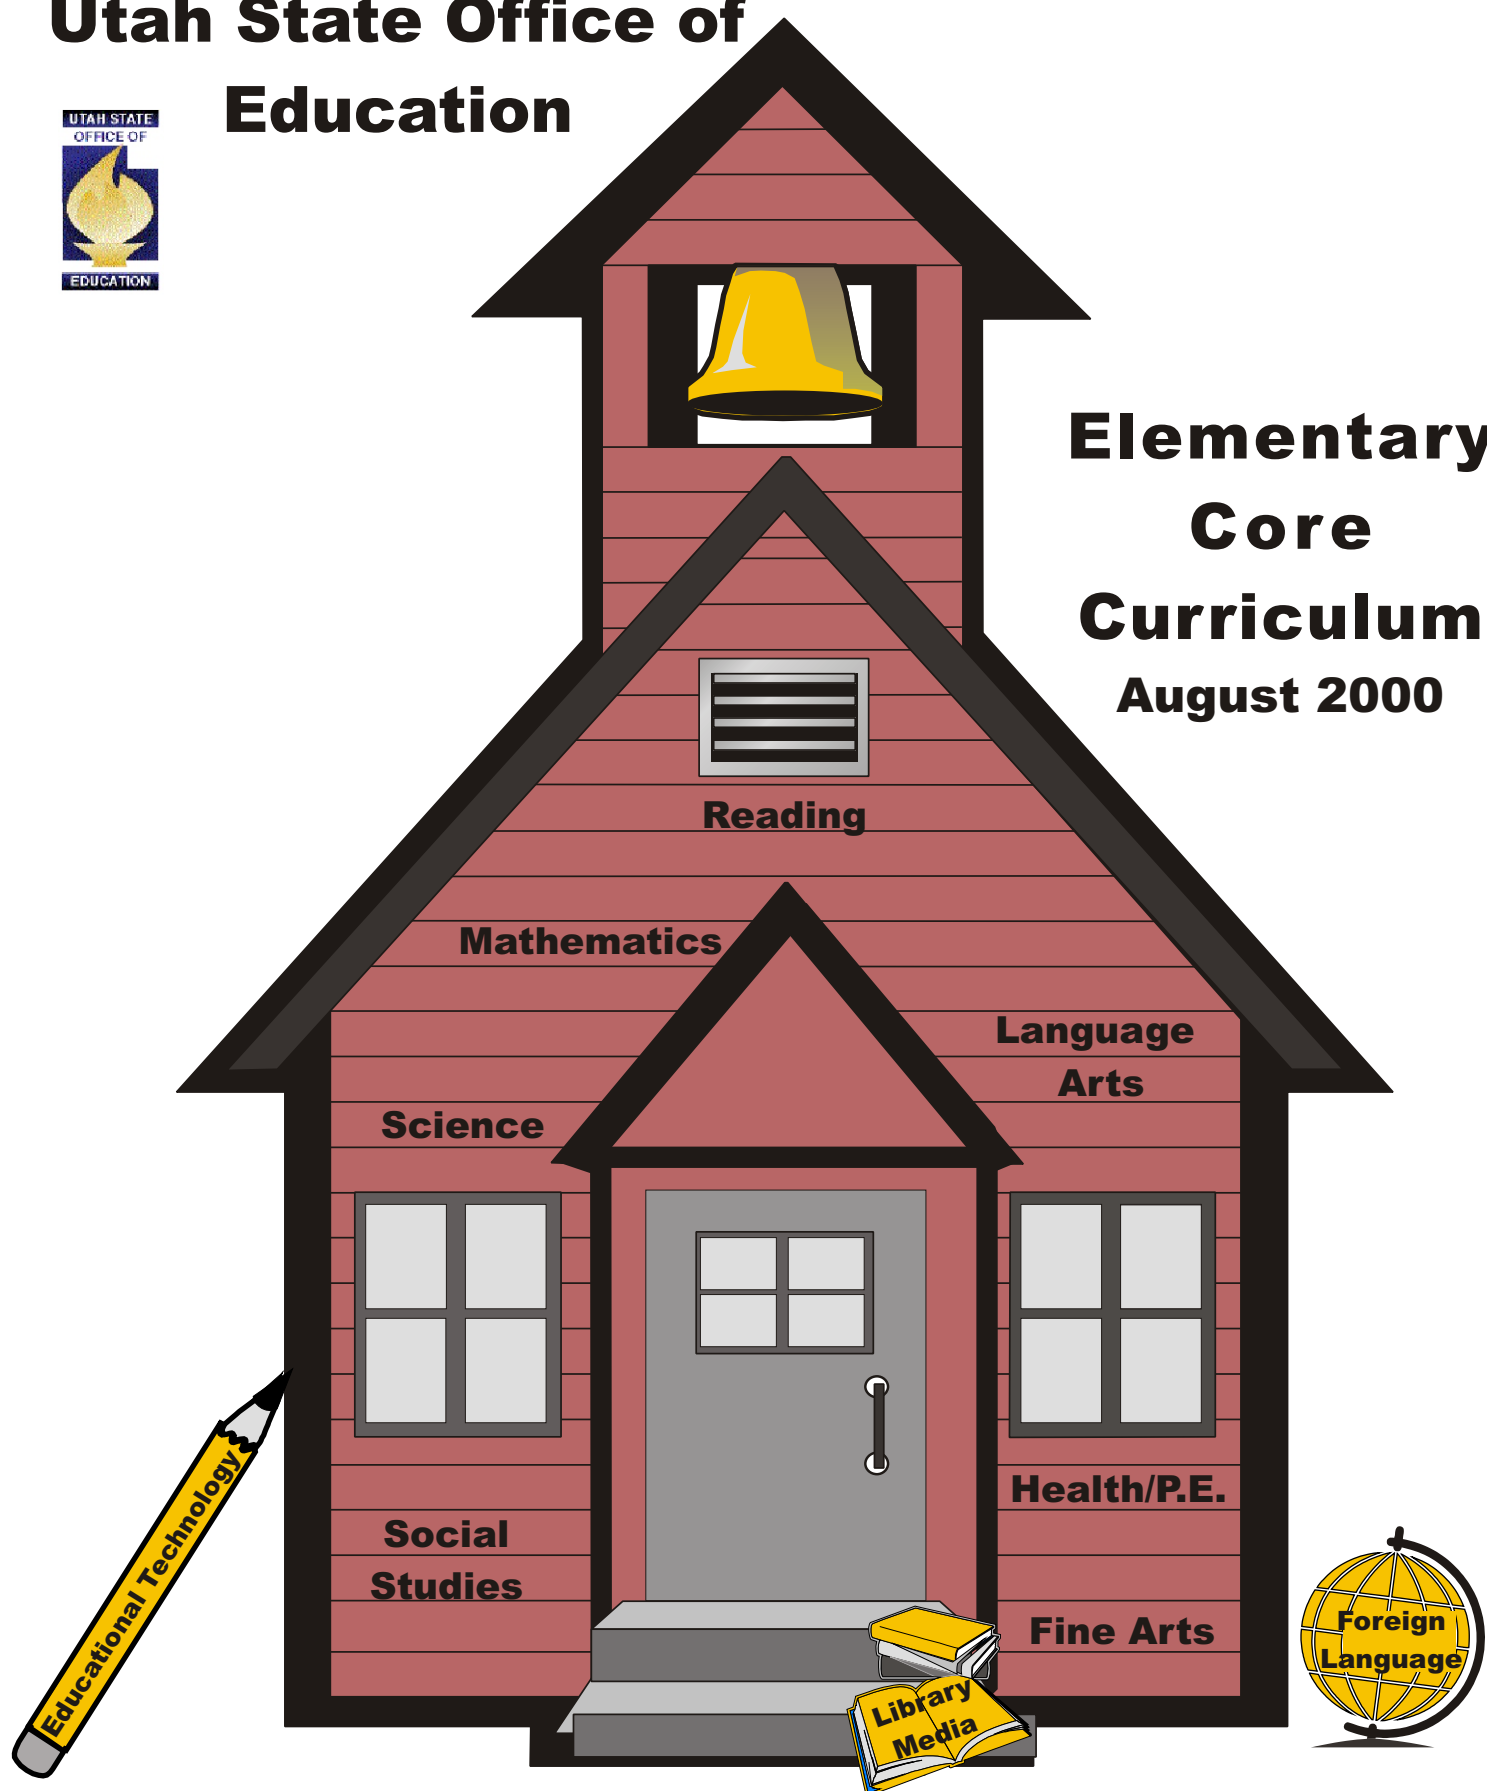 Utah State Office of
Education
UTAH STATE
OFFICE OF
EDUCATION
Elementary
Core
Curriculum
August 2000
Reading
Mathematics
Language
Arts
Science
Health/P.E.
Social
Studies
Fine Arts
Educational Technology
Foreign
Language
Library
Media